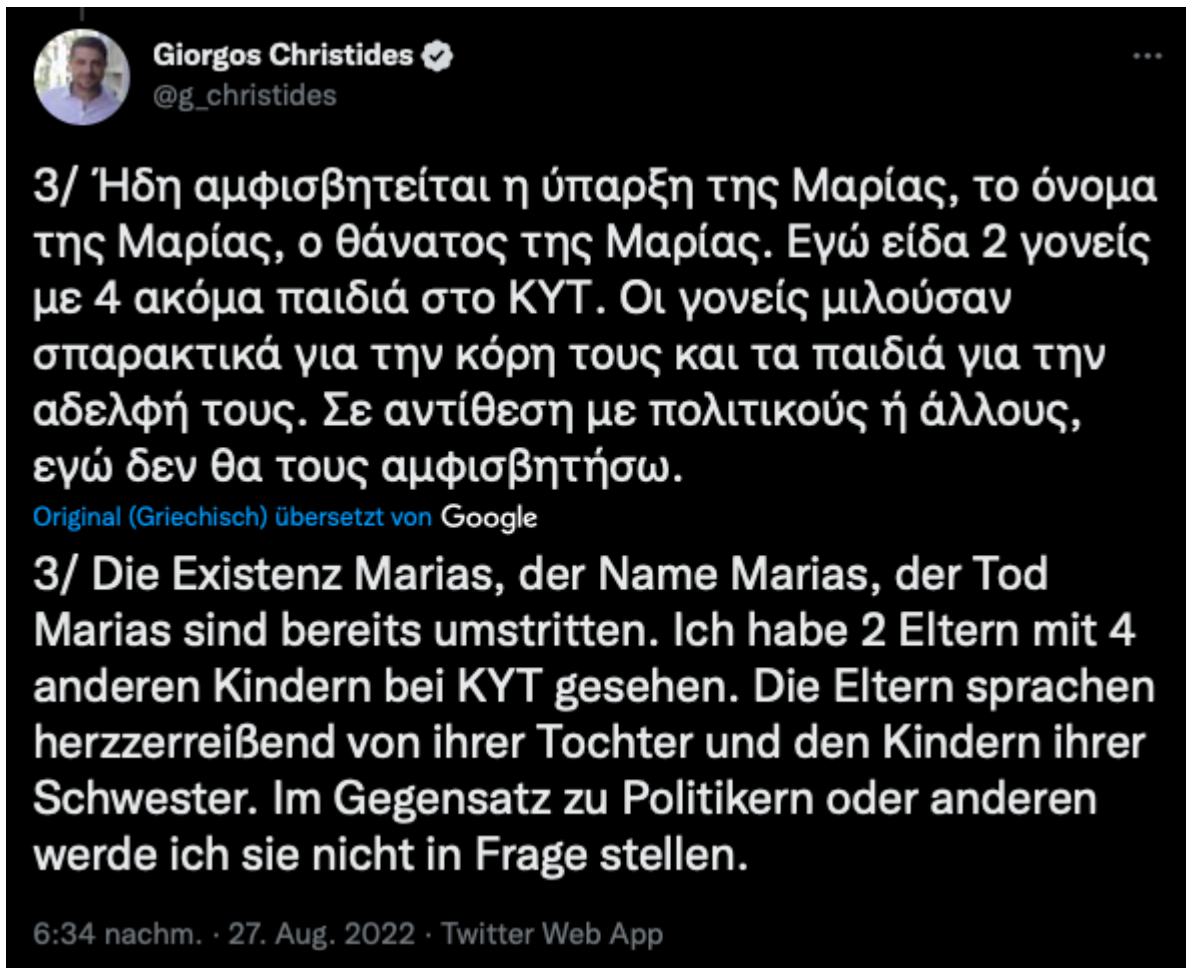 Giorgos Christides
@g_christides
3/ Ήδη αμφισβητείται η ύπαρξη της Μαρίας, το όνομα
της Μαρίας, ο θάνατος της Μαρίας. Εγώ είδα 2 γονείς
με 4 ακόμα παιδιά στο ΚΥΤ. Οι γονείς μιλούσαν
σπαρακτικά για την κόρη τους και τα παιδιά για την
αδελφή τους. Σε αντίθεση με πολιτικούς ή άλλους,
εγώ δεν θα τους αμφισβητήσω.
Original (Griechisch) übersetzt von Google
3/ Die Existenz Marias, der Name Marias, der Tod
Marias sind bereits umstritten. Ich habe 2 Eltern mit 4
anderen Kindern bei KYT gesehen. Die Eltern sprachen
herzzerreißend von ihrer Tochter und den Kindern ihrer
Schwester. Im Gegensatz zu Politikern oder anderen
werde ich sie nicht in Frage stellen.
6:34 nachm. · 27. Aug. 2022 · Twitter Web App